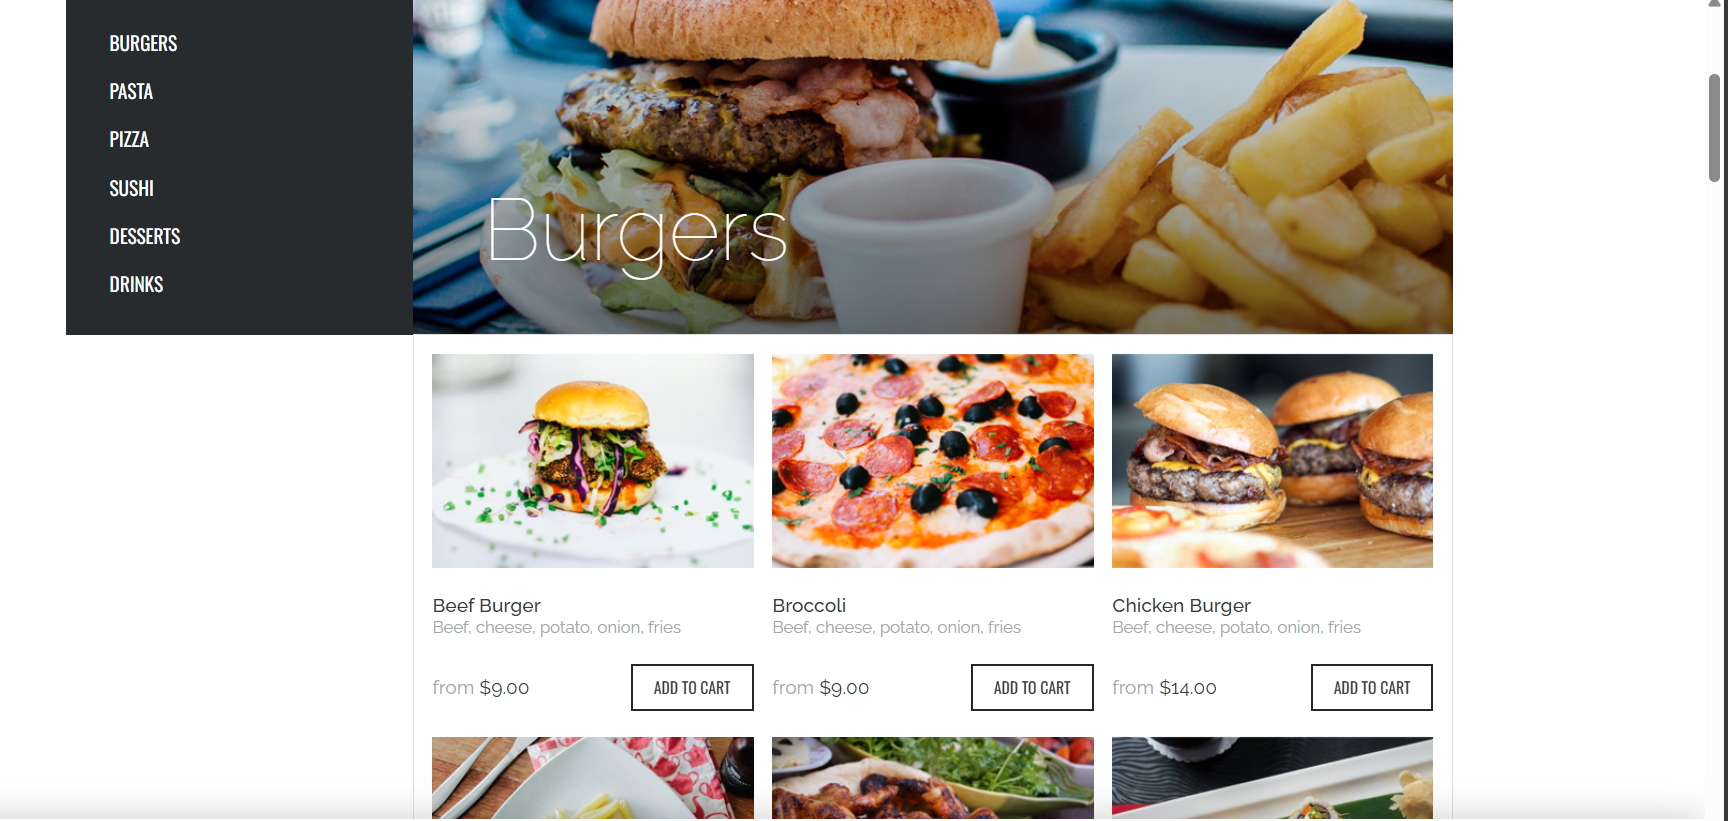 BURGERS
PASTA
PIZZA
SUSHI
DESSERTS
DRINKS
Burgers
Beef Burger
Beef, cheese, potato, onion, fries
from $9.00
ADD TO CART
Broccoli
Beef, cheese, potato, onion, fries
from $9.00
ADD TO CART
Chicken Burger
Beef, cheese, potato, onion, fries
from $14.00
ADD TO CART